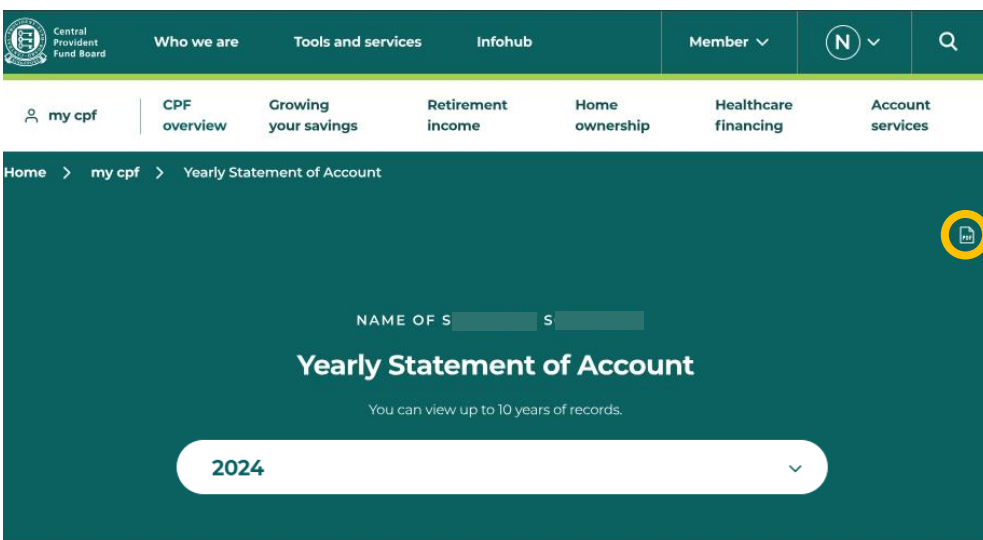 Central
Provident
Fund Board
Who we are
Tools and services
Infohub
Member
N
my cpf
CPF
overview
Growing
your savings
Retirement
income
Home
ownership
Healthcare
financing
Account
services
Home > my cpf > Yearly Statement of Account
PDF
NAME OF S S
Yearly Statement of Account
You can view up to 10 years of records.
2024